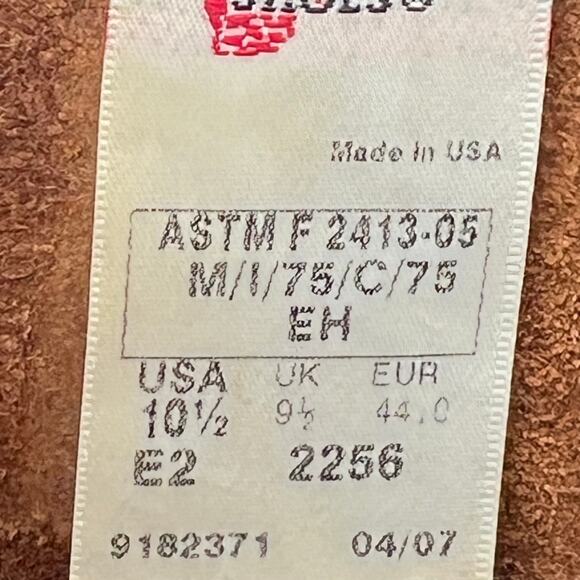 Made in USA
ASTM F 2413-05
M/I/75/C/75
EH
USA UK EUR
10½ 9½ 44.0
E2 2256
9182371 04/07